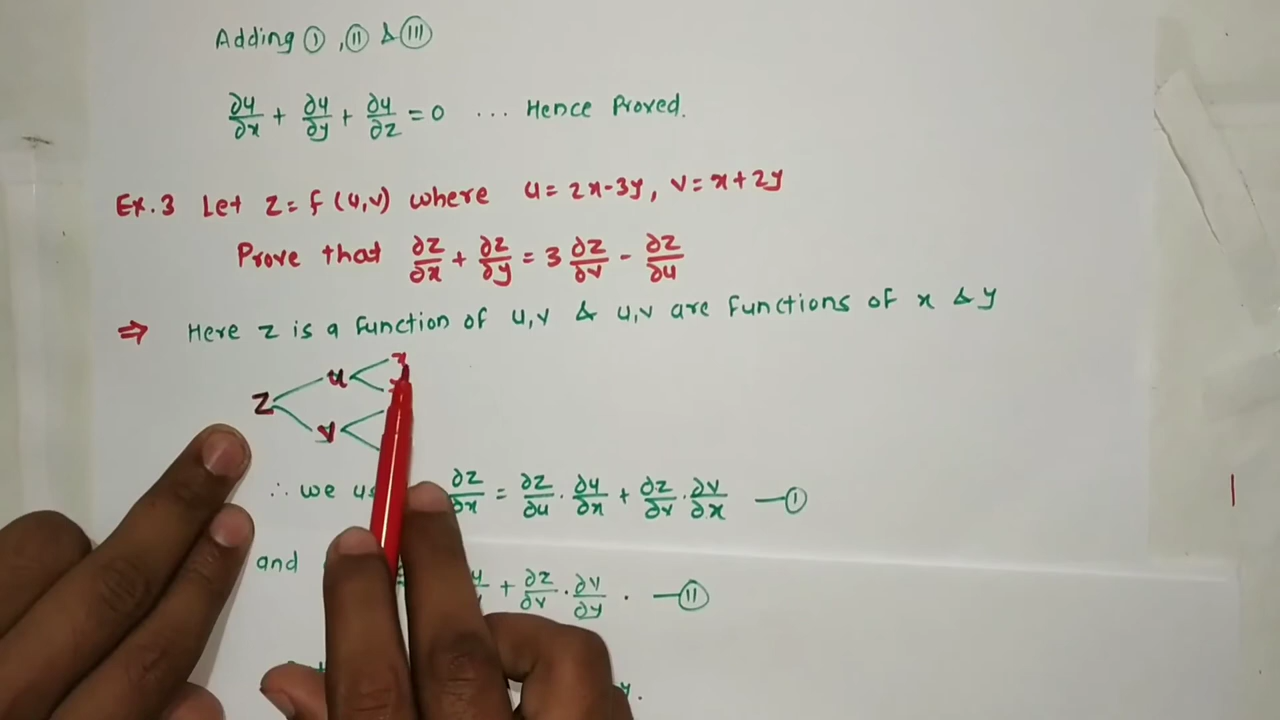 Adding Ⓘ, Ⓘⓘ & Ⓘⓘⓘ
∂u/∂x + ∂u/∂y + ∂u/∂z = 0 ... Hence Proved.
Ex.3 Let z = f(u,v) where u = 2x-3y, v = x+2y
Prove that ∂z/∂x + ∂z/∂y = 3 ∂z/∂v - ∂z/∂u
⇒ Here z is a function of u,v & u,v are functions of x & y
x
u
z
v
∴ we ∂z/∂x = ∂z/∂u · ∂u/∂x + ∂z/∂v · ∂v/∂x — Ⓘ
and + ∂z/∂v · ∂v/∂y . — Ⓘⓘ
y.